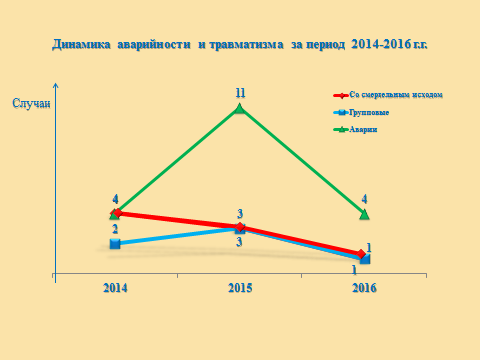 Динамика аварийности и травматизма за период 2014-2016 г.г.
Случаи
11
Со смертельным исходом
Групповые
Аварии
4
4
2
3
3
1
1
2014 2015 2016